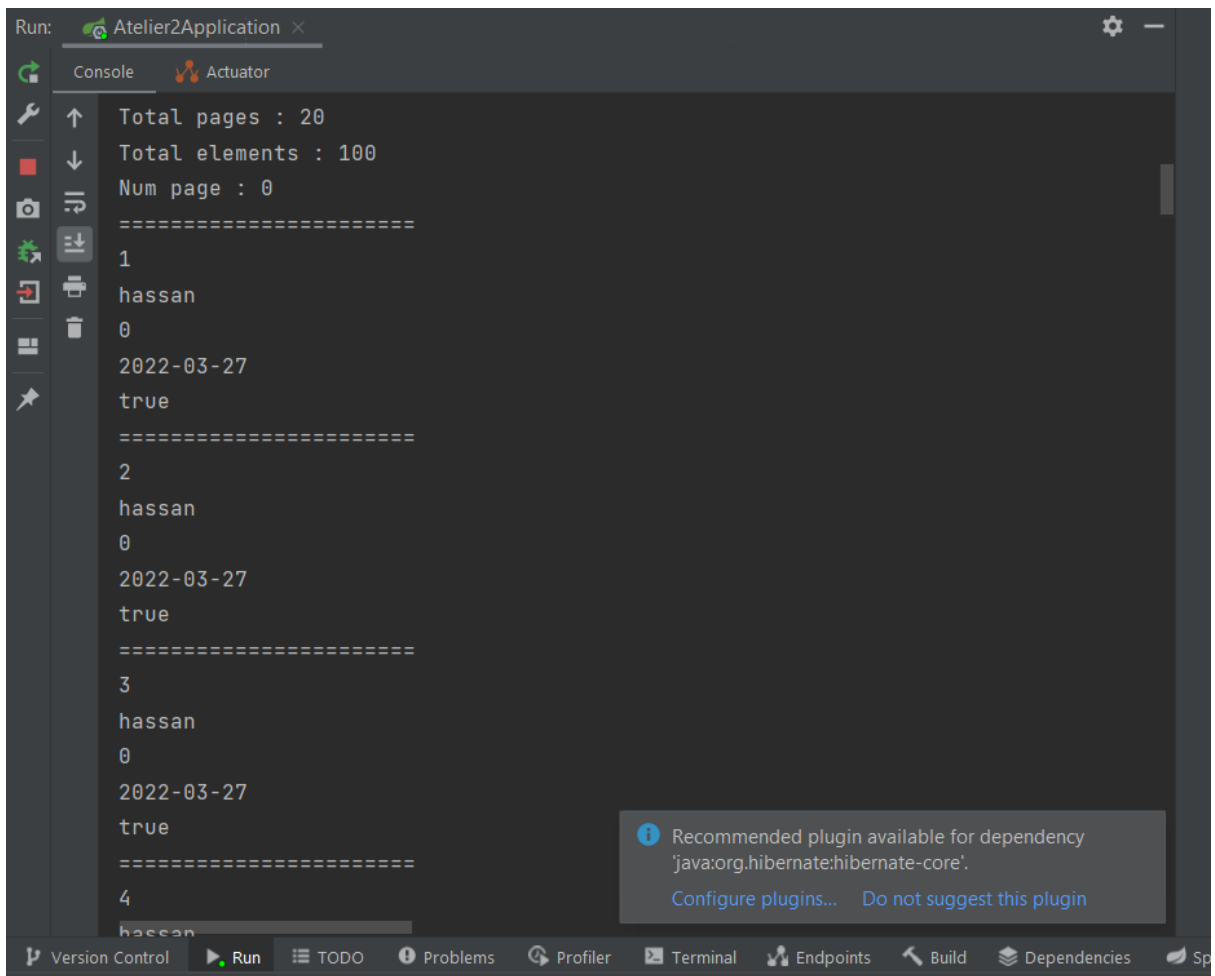 Run: Atelier2Application
Console Actuator
Total pages : 20
Total elements : 100
Num page : 0
=======================
1
hassan
0
2022-03-27
true
=======================
2
hassan
0
2022-03-27
true
=======================
3
hassan
0
2022-03-27
true
=======================
4
hassan
Recommended plugin available for dependency
'java:org.hibernate:hibernate-core'.
Configure plugins... Do not suggest this plugin
Version Control Run TODO Problems Profiler Terminal Endpoints Build Dependencies Sp